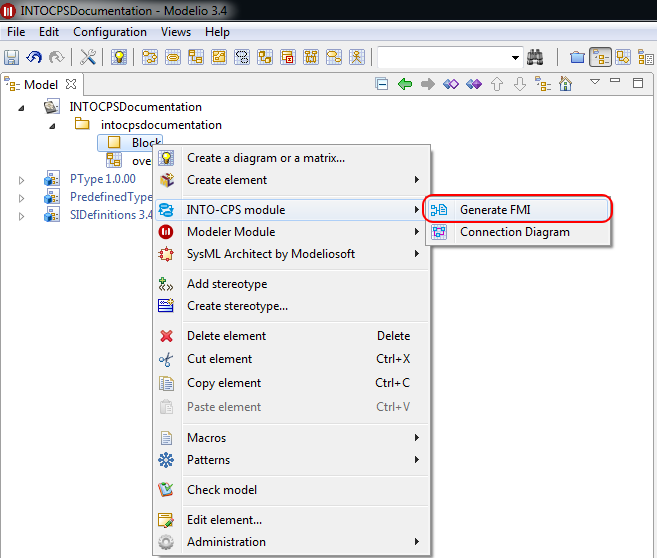 INTOCPSDocumentation - Modelio 3.4
File Edit Configuration Views Help
Model
INTOCPSDocumentation
intocpsdocumentation
Block
ove
PType 1.0.00
PredefinedType
SIDefinitions 3.4
Create a diagram or a matrix...
Create element
INTO-CPS module
Modeler Module
SysML Architect by Modeliosoft
Add stereotype
Create stereotype...
Delete element Delete
Cut element Ctrl+X
Copy element Ctrl+C
Paste element Ctrl+V
Macros
Patterns
Check model
Edit element...
Administration
Generate FMI
Connection Diagram